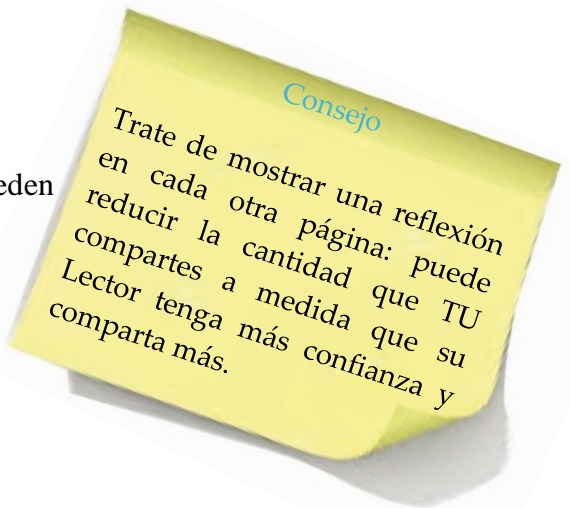 Consejo
Trate de mostrar una reflexión
en cada otra página: puede
reducir la cantidad que TU
compartes a medida que su
Lector tenga más confianza y
comparta más.